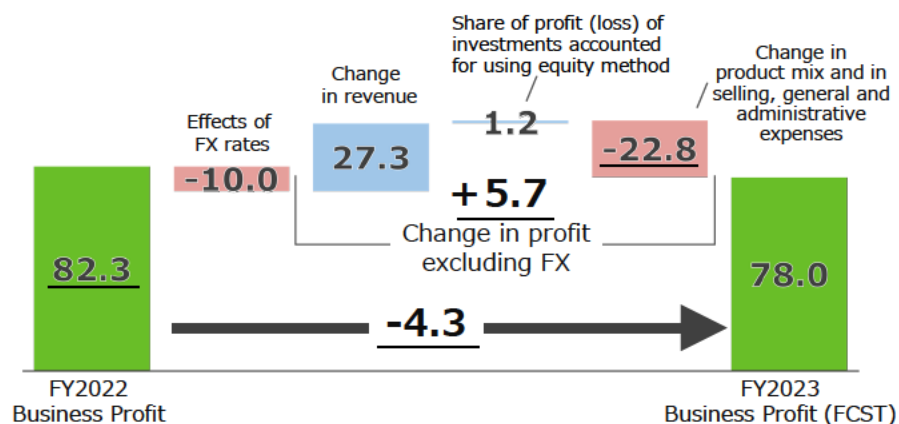 Share of profit (loss) of
investments accounted
for using equity method
Change in
product mix and in
selling, general and
administrative
expenses
Change
in revenue
Effects of
FX rates
1.2
-22.8
27.3
-10.0
+5.7
Change in profit
excluding FX
82.3
78.0
-4.3
FY2022
Business Profit
FY2023
Business Profit (FCST)